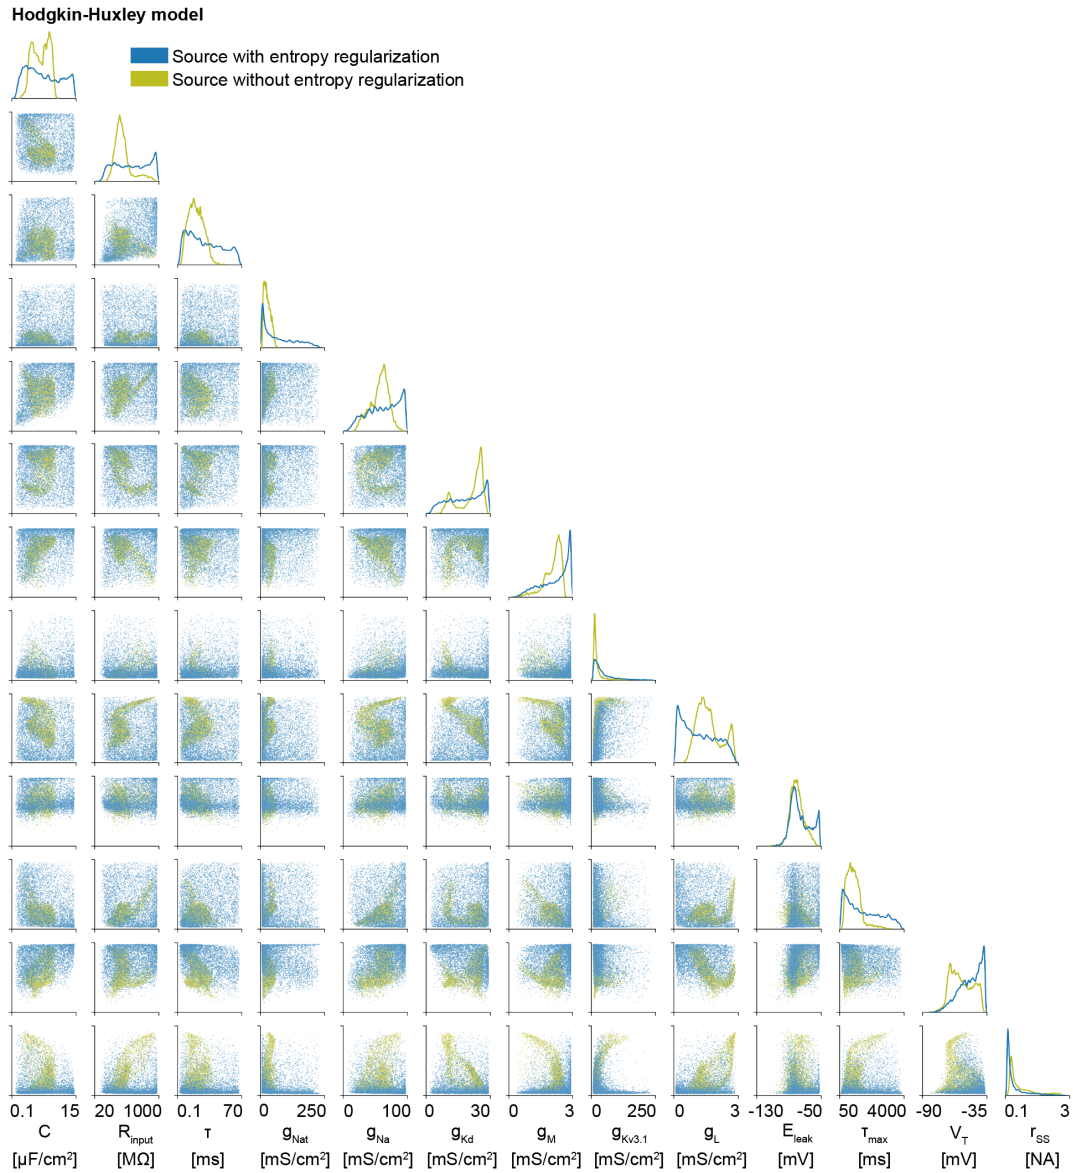 Hodgkin-Huxley model
Source with entropy regularization
Source without entropy regularization
0.1 15 20 1000 0.1 70 0 250 0 100 0 30 0 3 0 250 0 3 -130 -50 50 4000 -90 -35 0.1 3
C R_input τ g_Nat g_Na g_Kd g_M g_Kv3.1 g_L E_leak τ_max V_T r_SS
[µF/cm²] [MΩ] [ms] [mS/cm²] [mS/cm²] [mS/cm²] [mS/cm²] [mS/cm²] [mS/cm²] [mV] [ms] [mV] [NA]